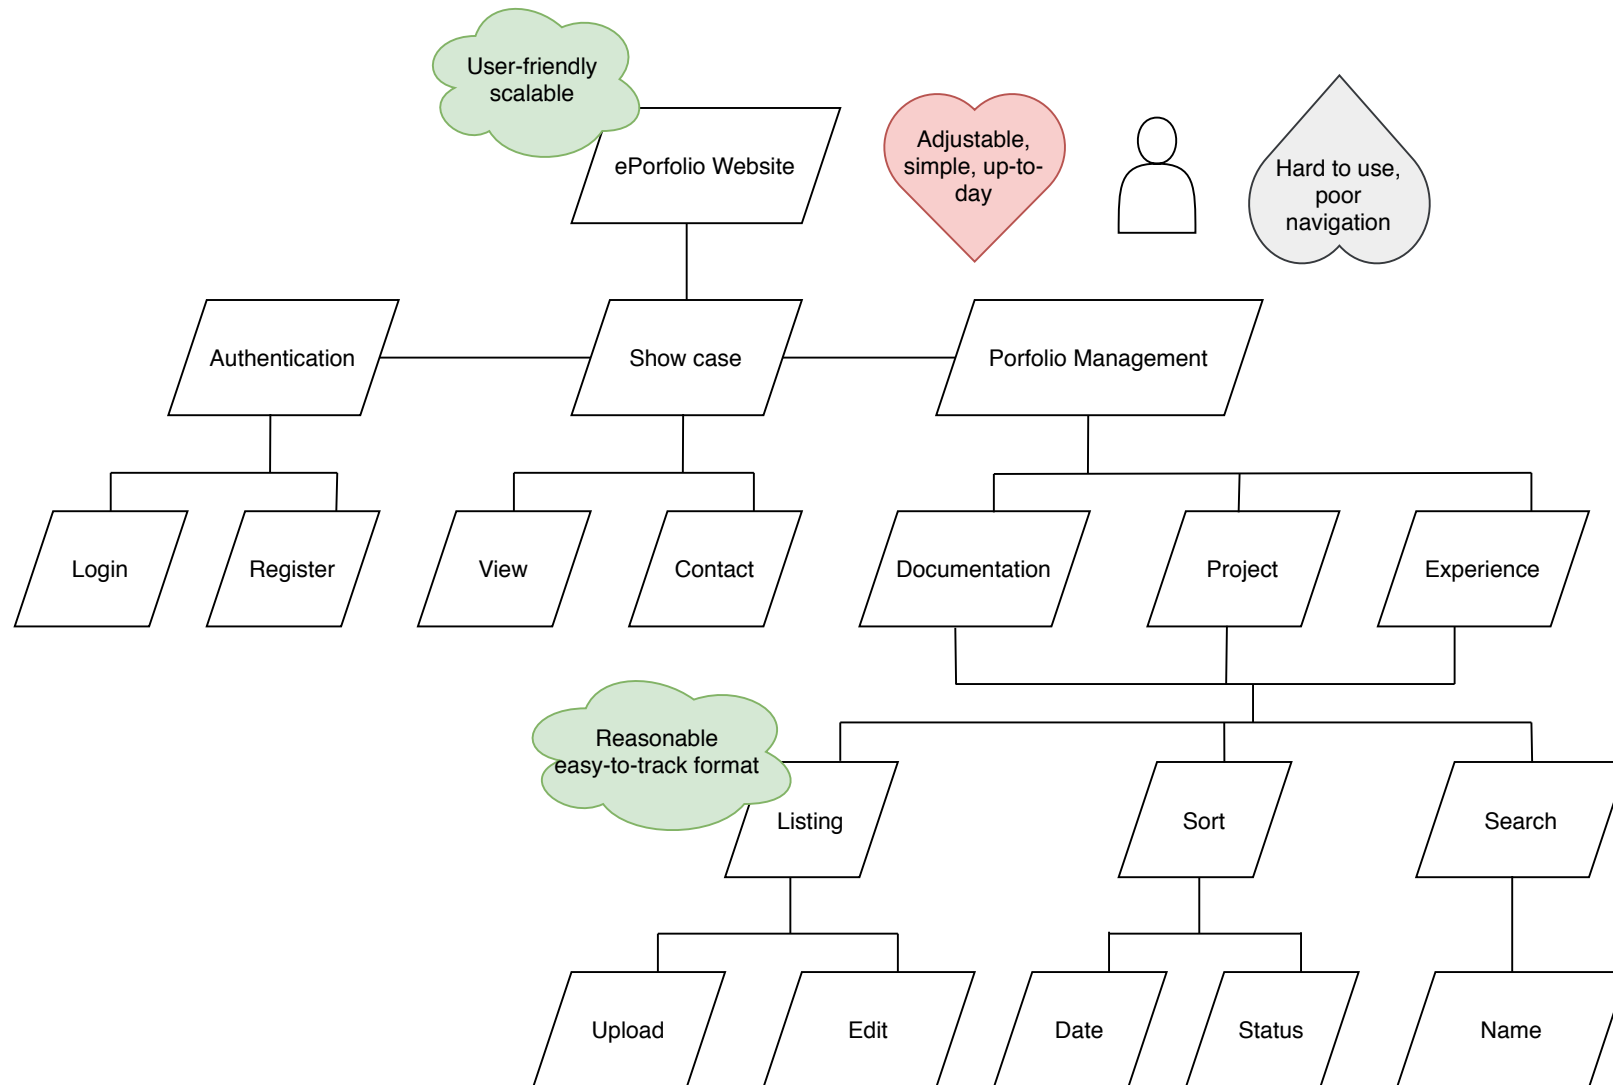 User-friendly
scalable
ePorfolio Website
Adjustable,
simple, up-to-
day
Hard to use,
poor
navigation
Authentication
Show case
Porfolio Management
Login
Register
View
Contact
Documentation
Project
Experience
Reasonable
easy-to-track format
Listing
Sort
Search
Upload
Edit
Date
Status
Name